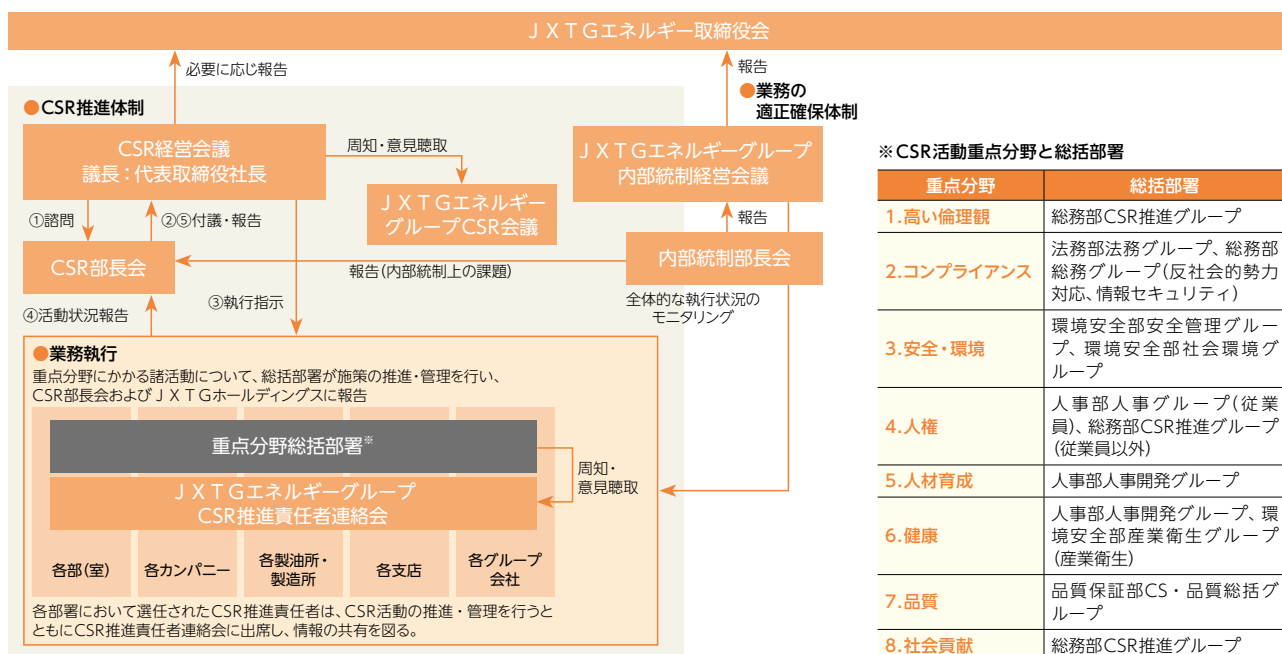 ＪＸＴＧエネルギー取締役会
必要に応じ報告
報告
●業務の
適正確保体制
●CSR推進体制
CSR経営会議
議長：代表取締役社長
周知・意見聴取
ＪＸＴＧエネルギー
グループCSR会議
ＪＸＴＧエネルギーグループ
内部統制経営会議
①諮問
②⑤付議・報告
報告
CSR部長会
報告(内部統制上の課題)
内部統制部長会
③執行指示
④活動状況報告
全体的な執行状況の
モニタリング
●業務執行
重点分野にかかる諸活動について、総括部署が施策の推進・管理を行い、
CSR部長会およびＪＸＴＧホールディングスに報告
重点分野総括部署※
周知・
意見聴取
ＪＸＴＧエネルギーグループ
CSR推進責任者連絡会
各部(室)
各カンパニー
各製油所・
製造所
各支店
各グループ
会社
各部署において選任されたCSR推進責任者は、CSR活動の推進・管理を行うと
ともにCSR推進責任者連絡会に出席し、情報の共有を図る。
※CSR活動重点分野と総括部署
重点分野 総括部署
1.高い倫理観 総務部CSR推進グループ
2.コンプライアンス
法務部法務グループ、総務部
総務グループ(反社会的勢力
対応、情報セキュリティ)
3.安全・環境
環境安全部安全管理グルー
プ、環境安全部社会環境グ
ループ
4.人権
人事部人事グループ(従業
員)、総務部CSR推進グループ
(従業員以外)
5.人材育成 人事部人事開発グループ
6.健康
人事部人事開発グループ、環
境安全部産業衛生グループ
(産業衛生)
7.品質
品質保証部CS・品質総括グ
ループ
8.社会貢献 総務部CSR推進グループ